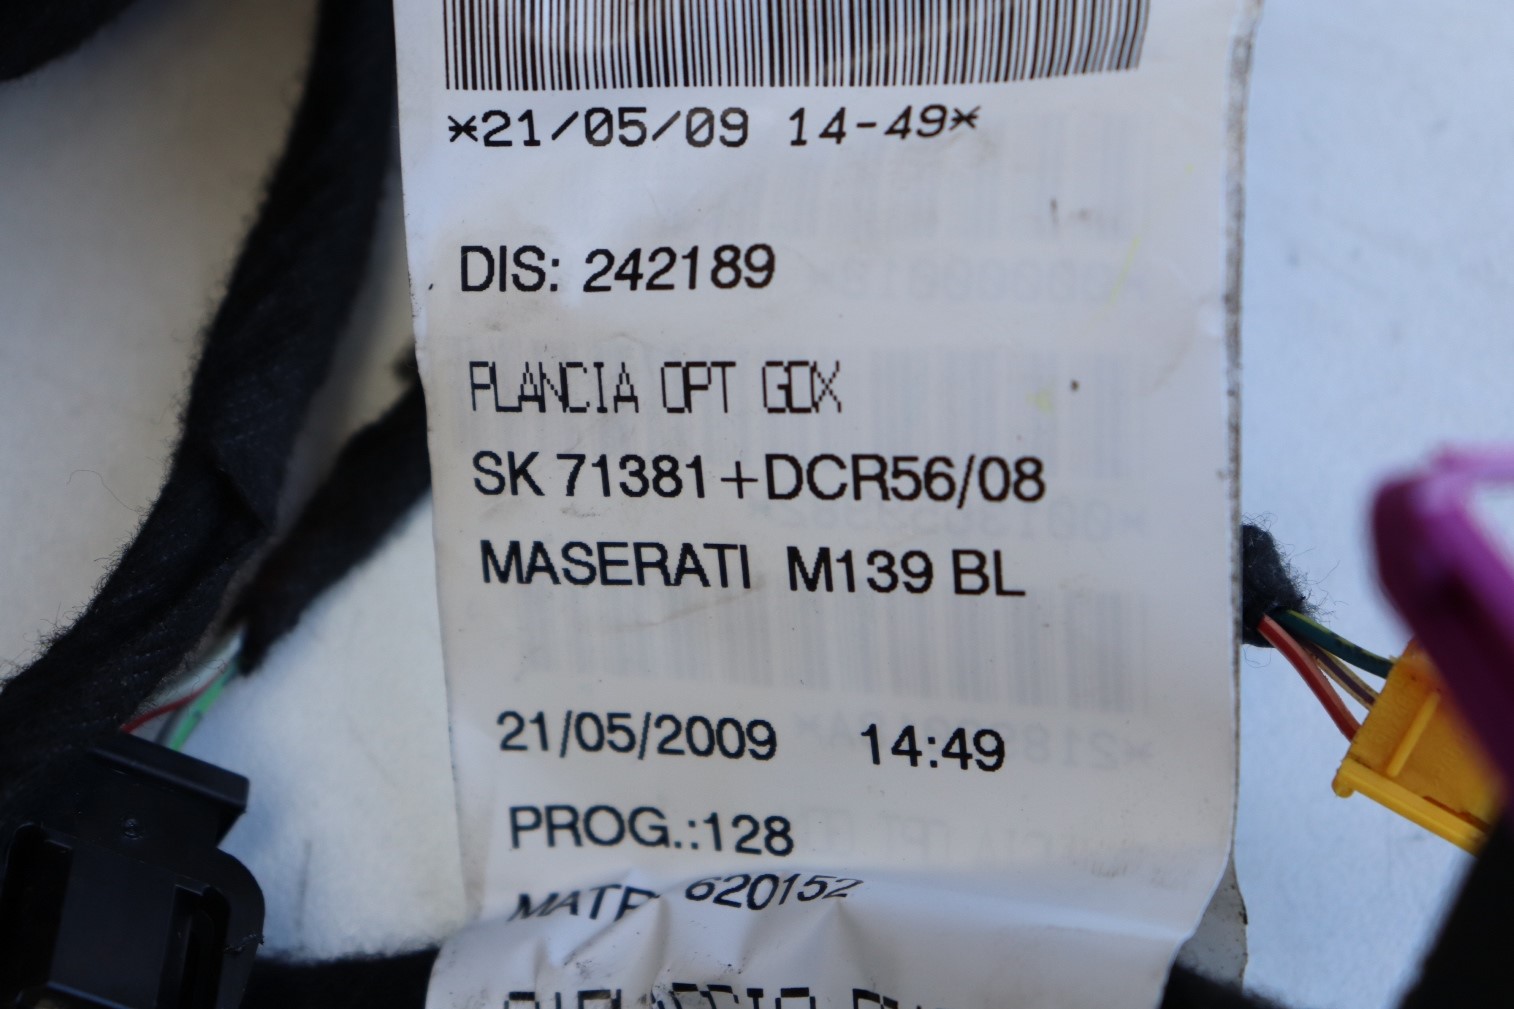 *21/05/09 14-49*
DIS: 242189
PLANCIA OPT GDX
SK 71381+DCR56/08
MASERATI M139 BL
21/05/2009 14:49
PROG.:128
MATR 620152